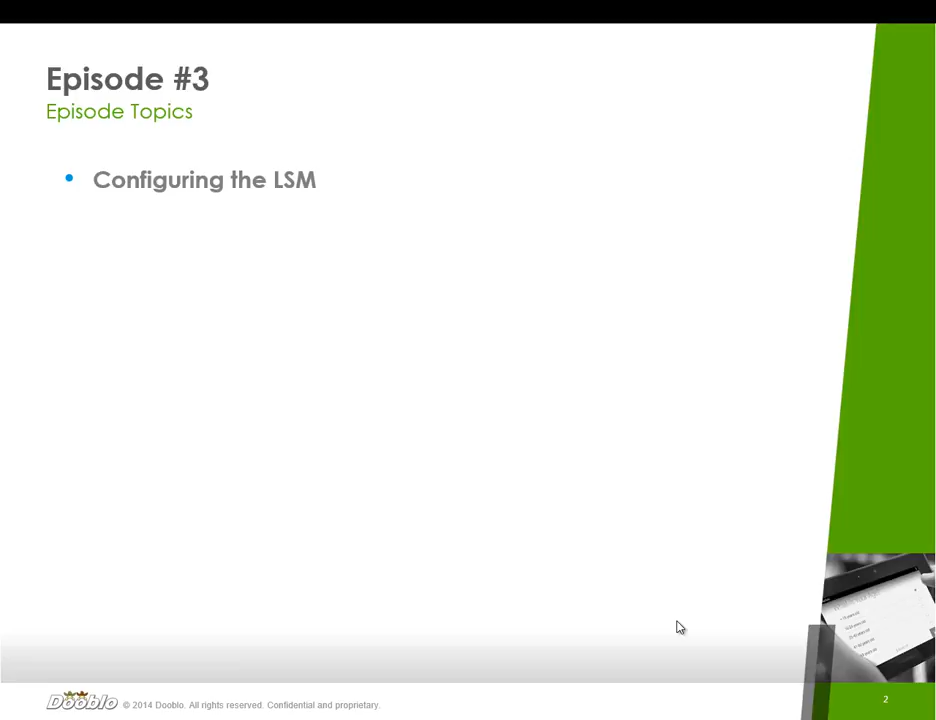 Episode #3
Episode Topics
• Configuring the LSM
Dooblo © 2014 Dooblo. All rights reserved. Confidential and proprietary.
2